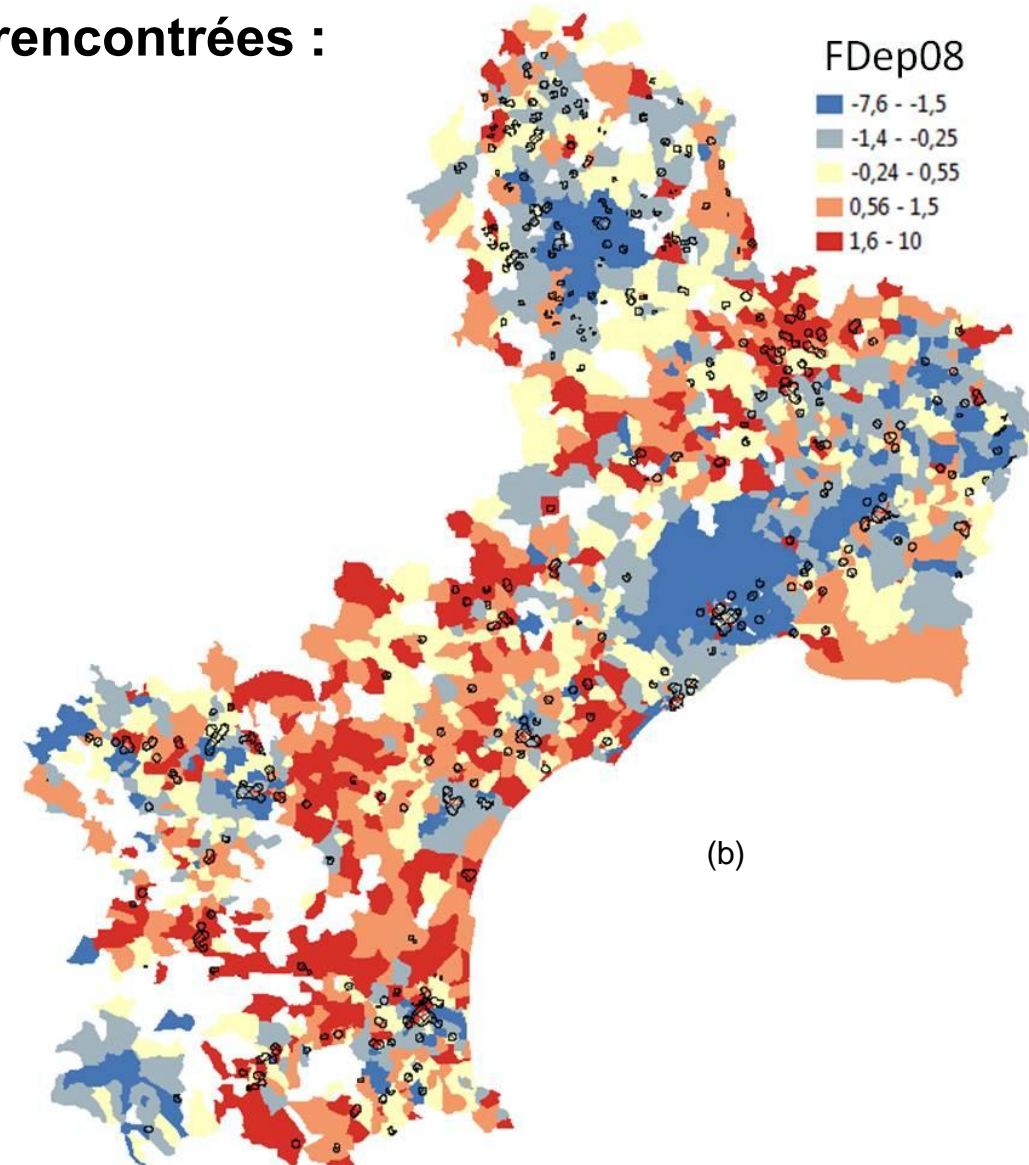 rencontrées :
FDep08
-7,6 - -1,5
-1,4 - -0,25
-0,24 - 0,55
0,56 - 1,5
1,6 - 10
(b)